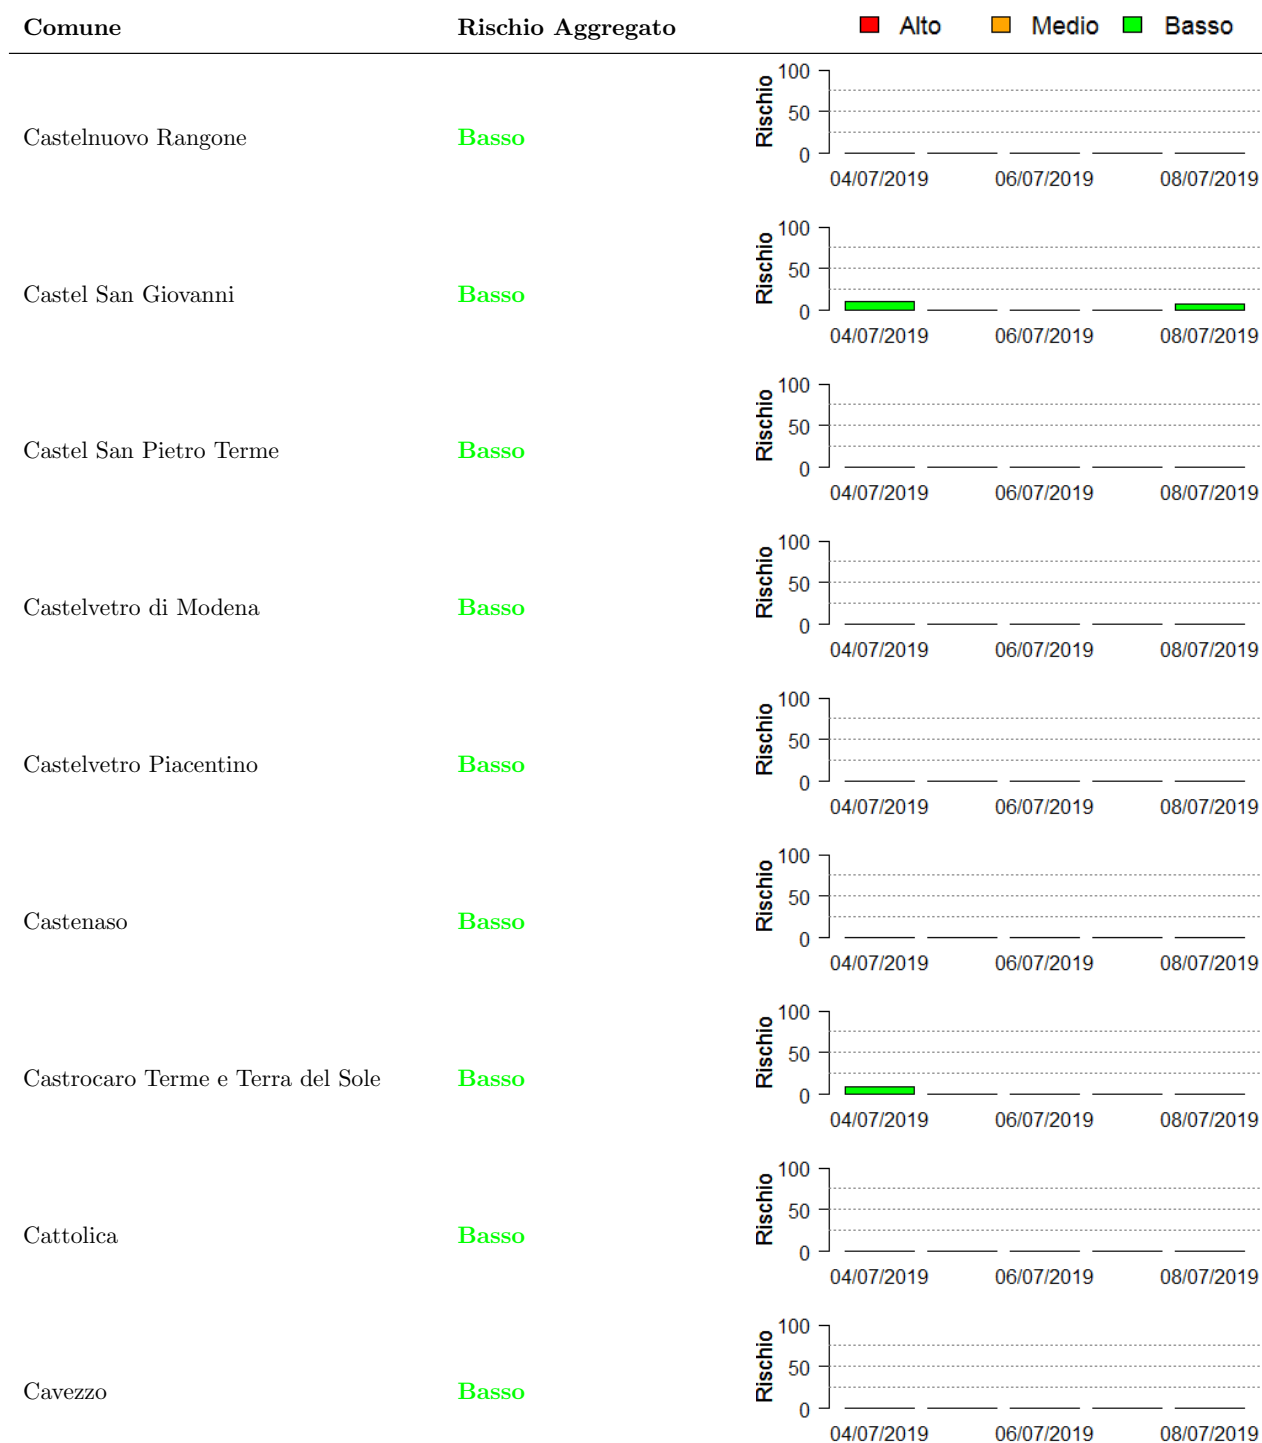 Comune Rischio Aggregato Alto Medio Basso
Castelnuovo Rangone Basso
Rischio
100
50
0
04/07/2019 06/07/2019 08/07/2019
Castel San Giovanni Basso
Rischio
100
50
0
04/07/2019 06/07/2019 08/07/2019
Castel San Pietro Terme Basso
Rischio
100
50
0
04/07/2019 06/07/2019 08/07/2019
Castelvetro di Modena Basso
Rischio
100
50
0
04/07/2019 06/07/2019 08/07/2019
Castelvetro Piacentino Basso
Rischio
100
50
0
04/07/2019 06/07/2019 08/07/2019
Castenaso Basso
Rischio
100
50
0
04/07/2019 06/07/2019 08/07/2019
Castrocaro Terme e Terra del Sole Basso
Rischio
100
50
0
04/07/2019 06/07/2019 08/07/2019
Cattolica Basso
Rischio
100
50
0
04/07/2019 06/07/2019 08/07/2019
Cavezzo Basso
Rischio
100
50
0
04/07/2019 06/07/2019 08/07/2019